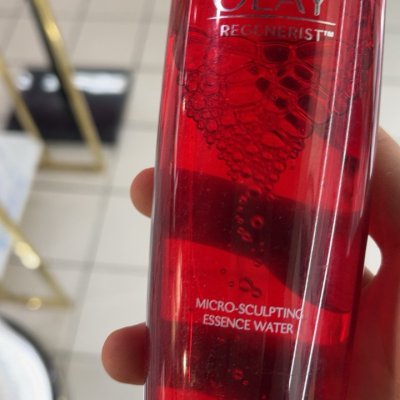 OLAY
REGENERIST™
MICRO-SCULPTING
ESSENCE WATER